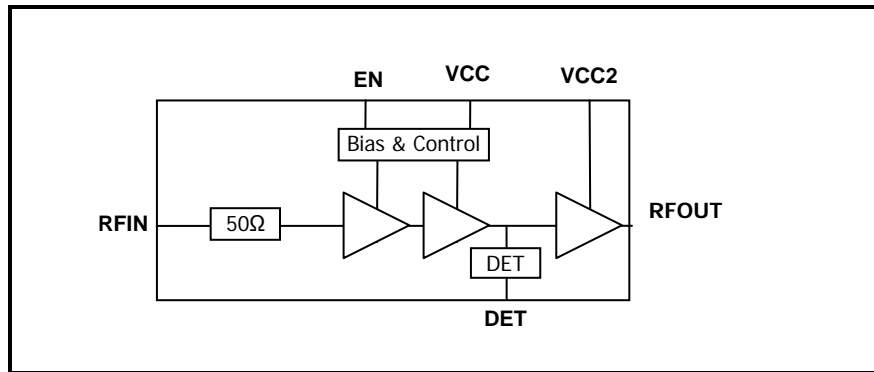 EN
VCC
VCC2
Bias & Control
RFIN
50Ω
RFOUT
DET
DET